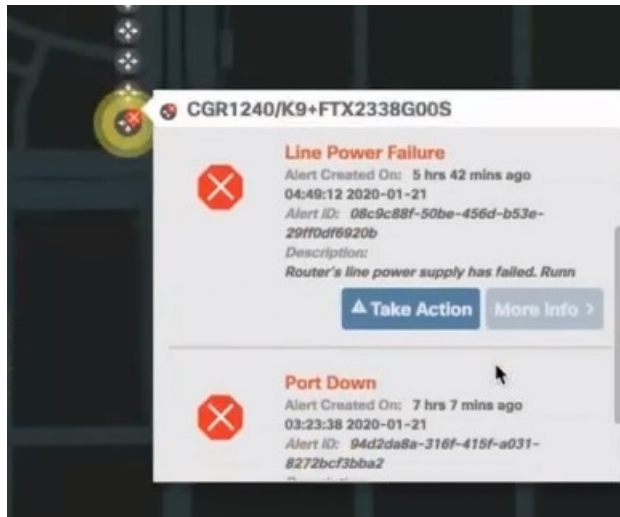 CGR1240/K9+FTX2338G00S
Line Power Failure
Alert Created On: 5 hrs 42 mins ago
04:49:12 2020-01-21
Alert ID: 08c9c88f-50be-456d-b53e-
29ff0df6920b
Description:
Router's line power supply has failed. Runn
Take Action
More Info >
Port Down
Alert Created On: 7 hrs 7 mins ago
03:23:38 2020-01-21
Alert ID: 94d2da8a-316f-415f-a031-
8272bcf3bba2